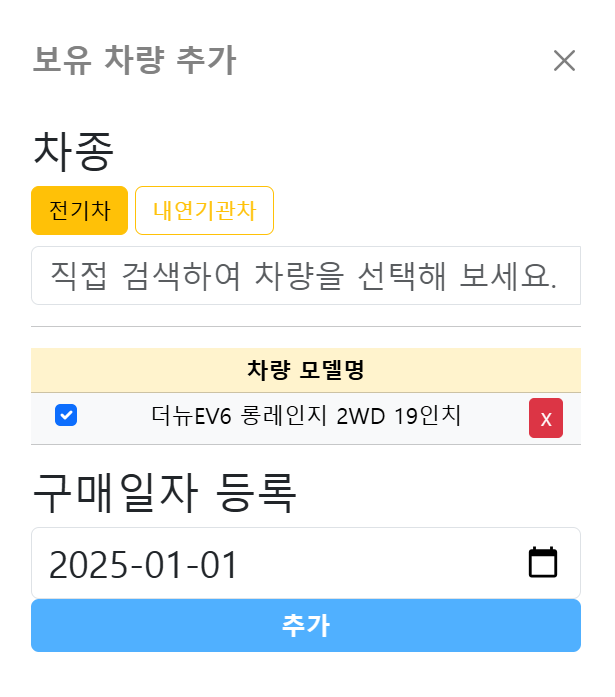 보유 차량 추가
차종
전기차 내연기관차
직접 검색하여 차량을 선택해 보세요.
차량 모델명
더뉴EV6 롱레인지 2WD 19인치 X
구매일자 등록
2025-01-01
추가